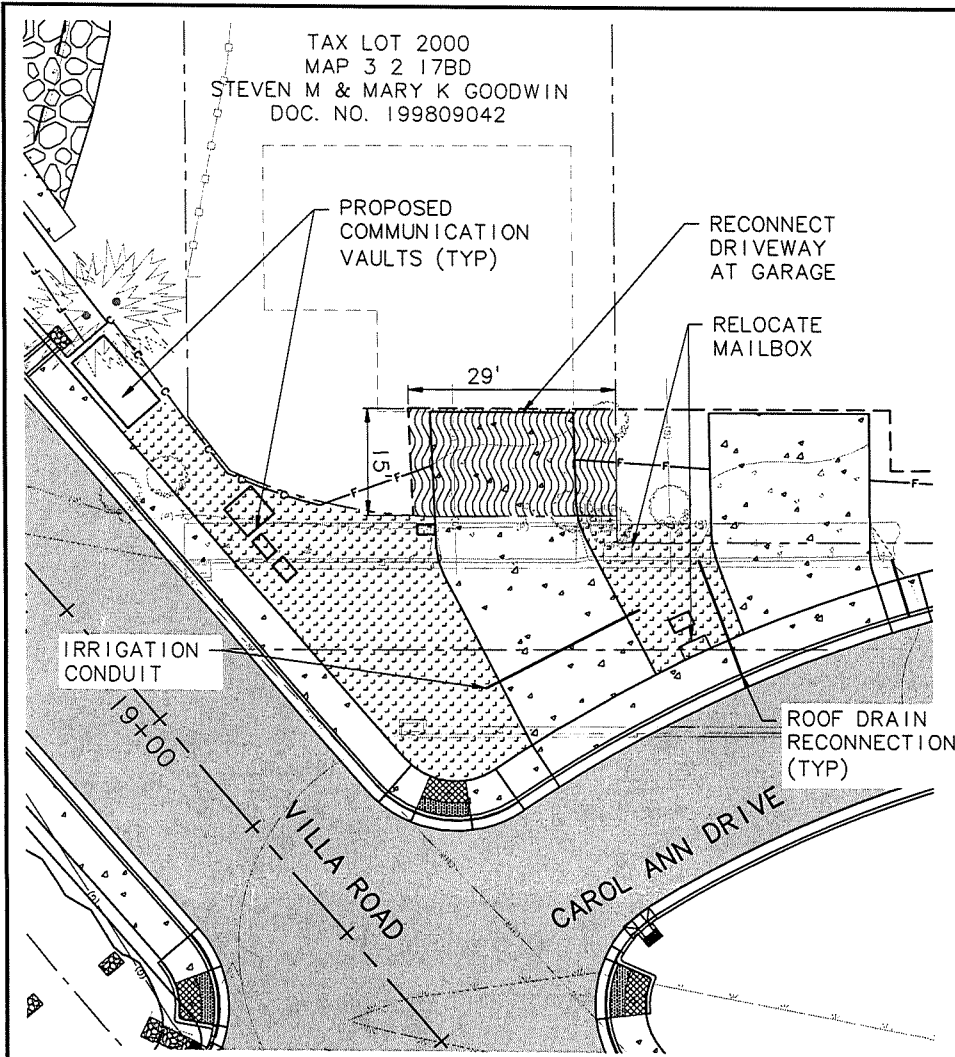 TAX LOT 2000
MAP 3 2 17BD
STEVEN M & MARY K GOODWIN
DOC. NO. 199809042
PROPOSED
COMMUNICATION
VAULTS (TYP)
RECONNECT
DRIVEWAY
AT GARAGE
RELOCATE
MAILBOX
29'
15'
F
F
F
F
F
C
C
C
C
C
IRRIGATION
CONDUIT
19+00
ROOF DRAIN
RECONNECTION
(TYP)
VILLA ROAD
CAROL ANN DRIVE